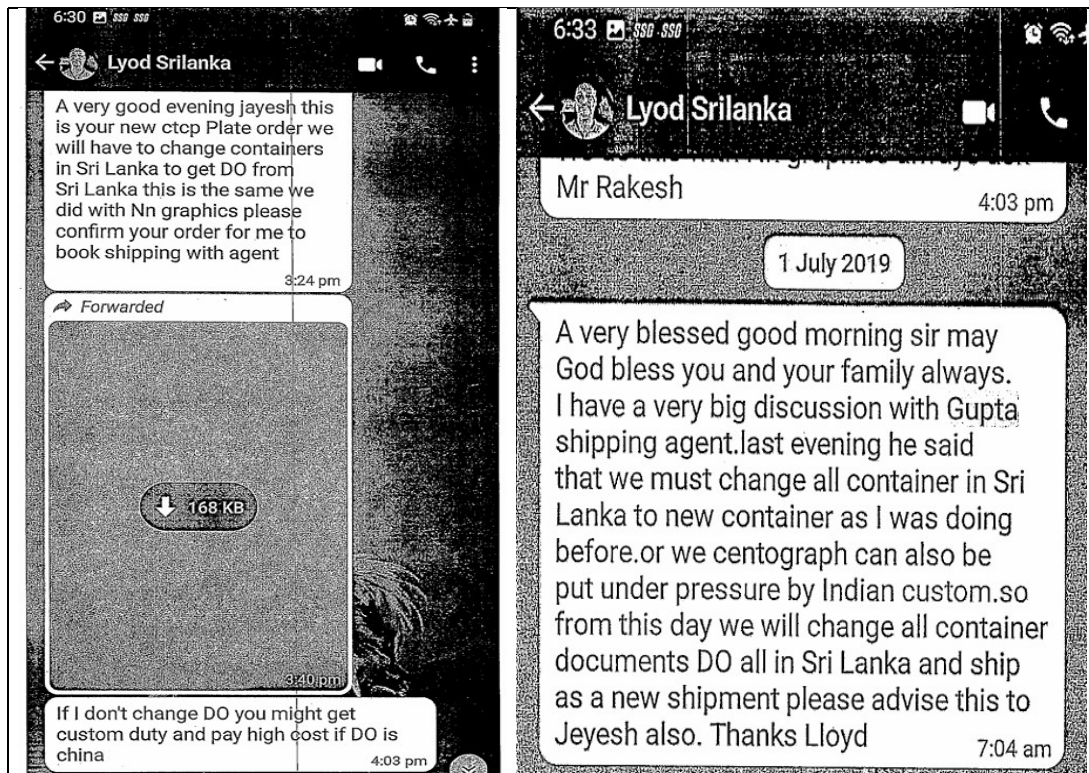 6:30 SSG SSG
Lyod Srilanka
A very good evening jayesh this
is your new ctcp Plate order we
will have to change containers
in Sri Lanka to get DO from
Sri Lanka this is the same we
did with Nn graphics please
confirm your order for me to
book shipping with agent
3:24 pm
Forwarded
168 KB
3:40 pm
If I don't change DO you might get
custom duty and pay high cost if DO is
china
4:03 pm
6:33 SSG SSG
Lyod Srilanka
Mr Rakesh
4:03 pm
1 July 2019
A very blessed good morning sir may
God bless you and your family always.
I have a very big discussion with Gupta
shipping agent.last evening he said
that we must change all container in Sri
Lanka to new container as I was doing
before.or we centograph can also be
put under pressure by Indian custom.so
from this day we will change all container
documents DO all in Sri Lanka and ship
as a new shipment please advise this to
Jeyesh also. Thanks Lloyd
7:04 am